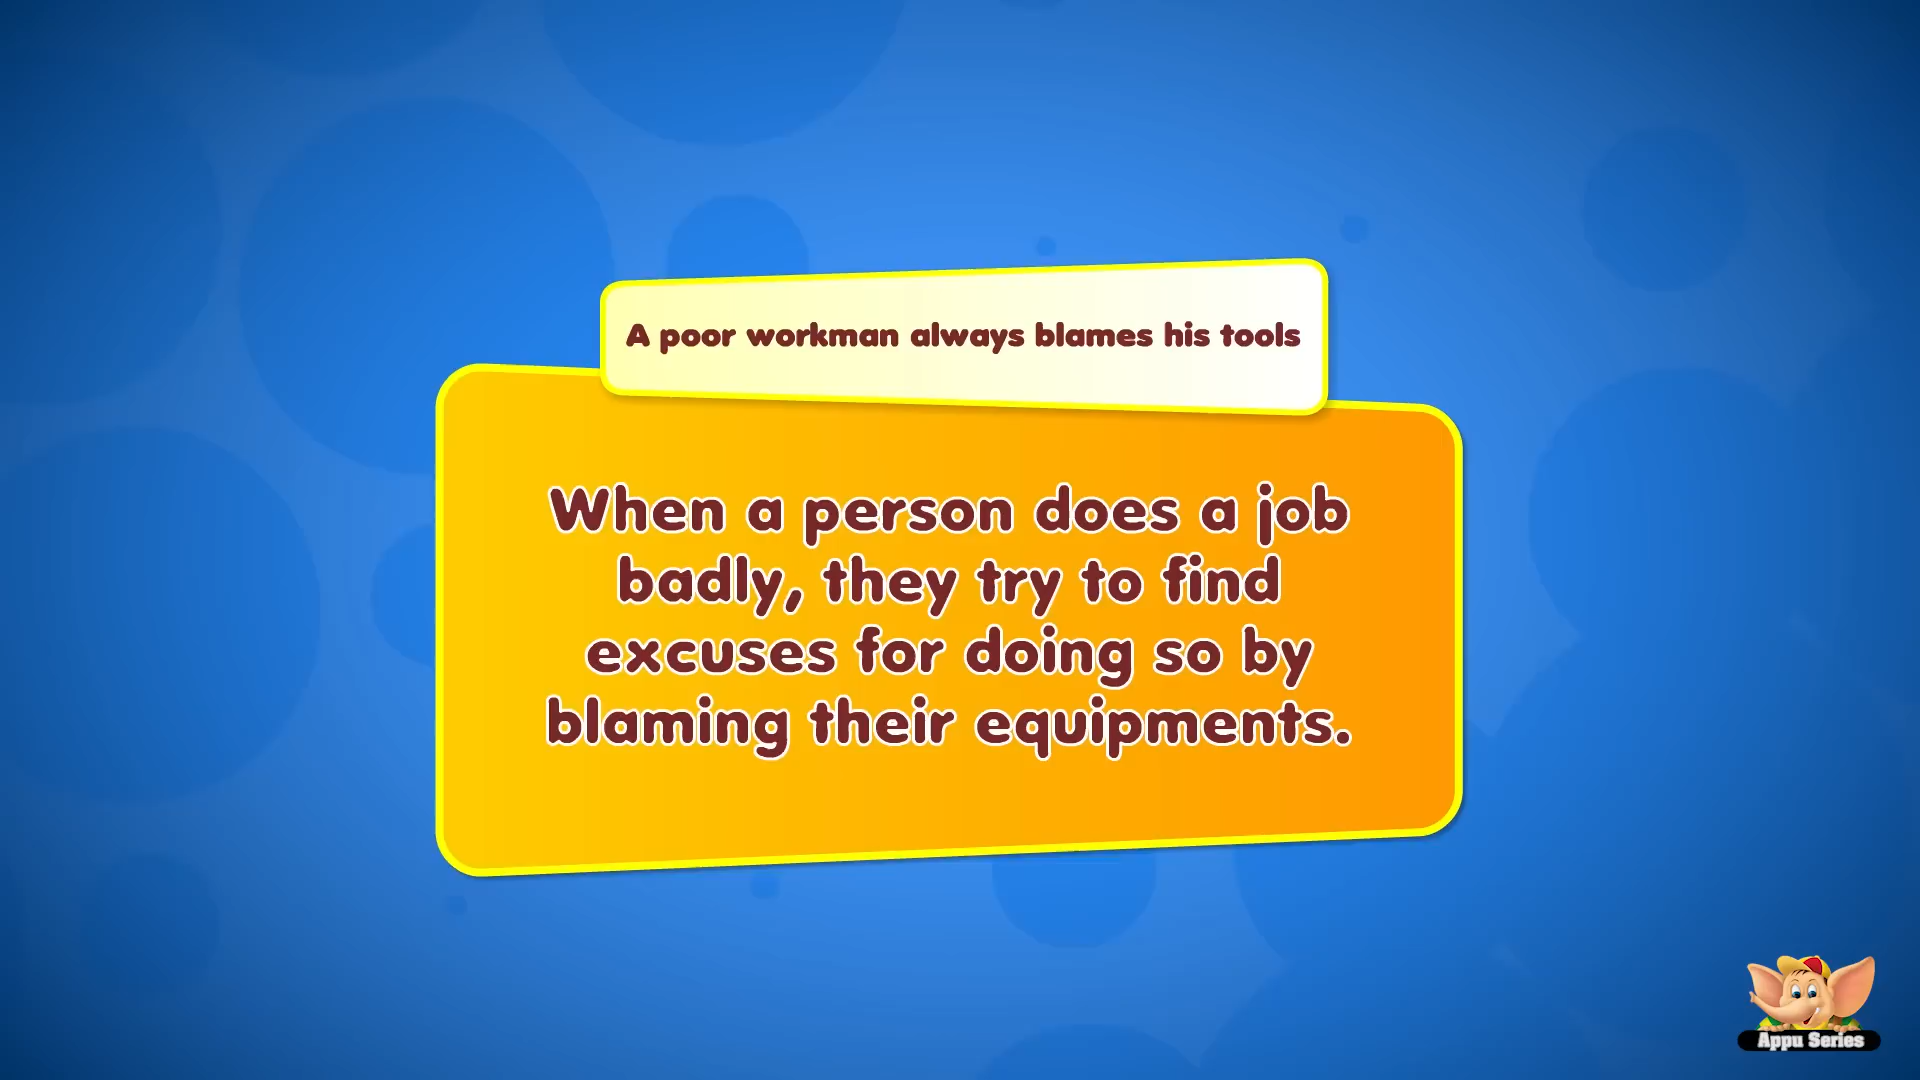 A poor workman always blames his tools
When a person does a job
badly, they try to find
excuses for doing so by
blaming their equipments.
Appu Series